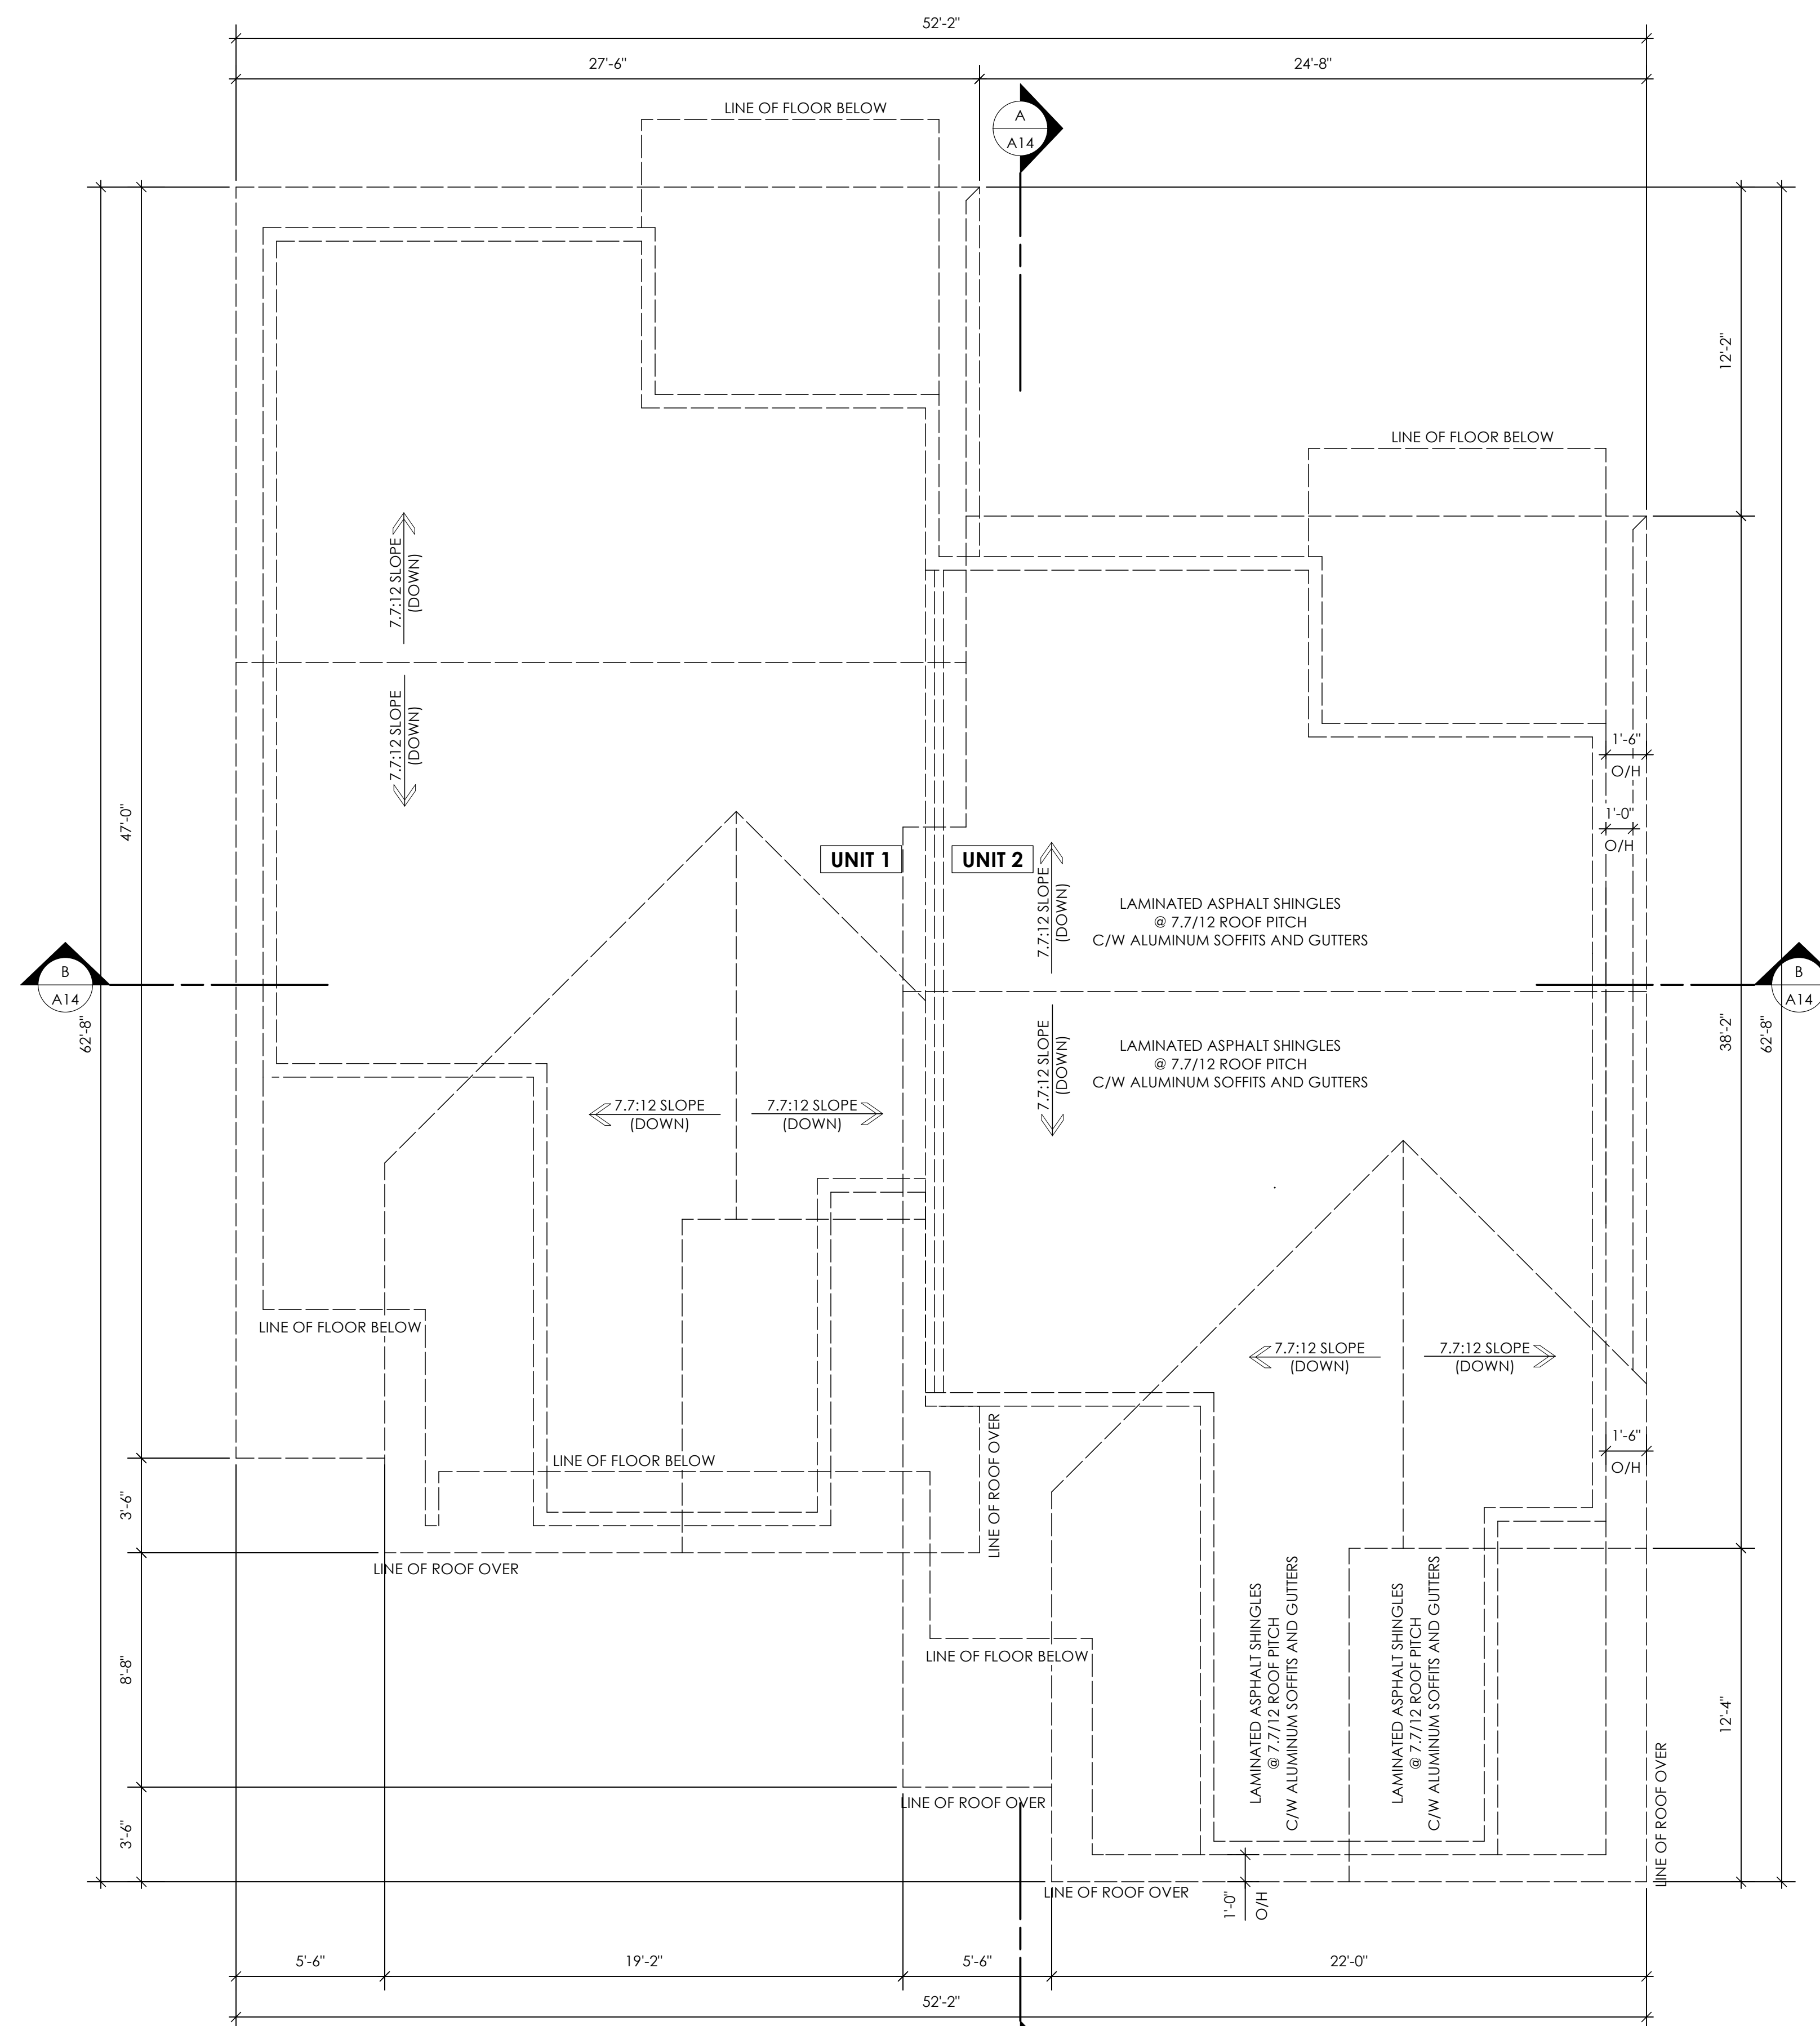 52'-2"
27'-6"
24'-8"
LINE OF FLOOR BELOW
A
A14
12'-2"
LINE OF FLOOR BELOW
7.7:12 SLOPE
(DOWN)
7.7:12 SLOPE
(DOWN)
1'-6"
O/H
47'-0"
1'-0"
O/H
UNIT 1
UNIT 2
7.7:12 SLOPE
(DOWN)
LAMINATED ASPHALT SHINGLES
@ 7.7/12 ROOF PITCH
C/W ALUMINUM SOFFITS AND GUTTERS
B
A14
B
A14
62'-8"
38'-2"
62'-8"
7.7:12 SLOPE
(DOWN)
LAMINATED ASPHALT SHINGLES
@ 7.7/12 ROOF PITCH
C/W ALUMINUM SOFFITS AND GUTTERS
7.7:12 SLOPE
(DOWN)
7.7:12 SLOPE
(DOWN)
LINE OF FLOOR BELOW
7.7:12 SLOPE
(DOWN)
7.7:12 SLOPE
(DOWN)
1'-6"
O/H
LINE OF FLOOR BELOW
LINE OF ROOF OVER
3'-6"
LINE OF ROOF OVER
LINE OF FLOOR BELOW
8'-8"
LAMINATED ASPHALT SHINGLES
@ 7.7/12 ROOF PITCH
C/W ALUMINUM SOFFITS AND GUTTERS
LAMINATED ASPHALT SHINGLES
@ 7.7/12 ROOF PITCH
C/W ALUMINUM SOFFITS AND GUTTERS
12'-4"
LINE OF ROOF OVER
LINE OF ROOF OVER
3'-6"
LINE OF ROOF OVER
1'-0"
O/H
5'-6"
19'-2"
5'-6"
22'-0"
52'-2"